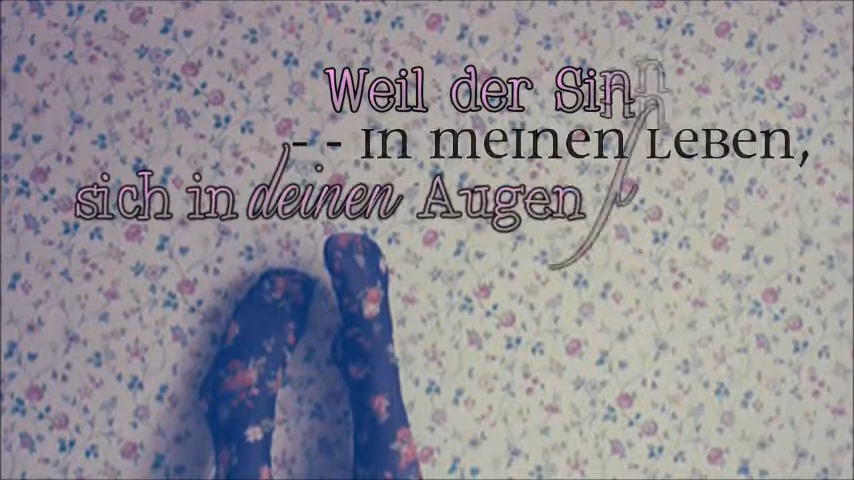 Weil der Sinn
- - in meinen Leben,
sich in deinen Augen